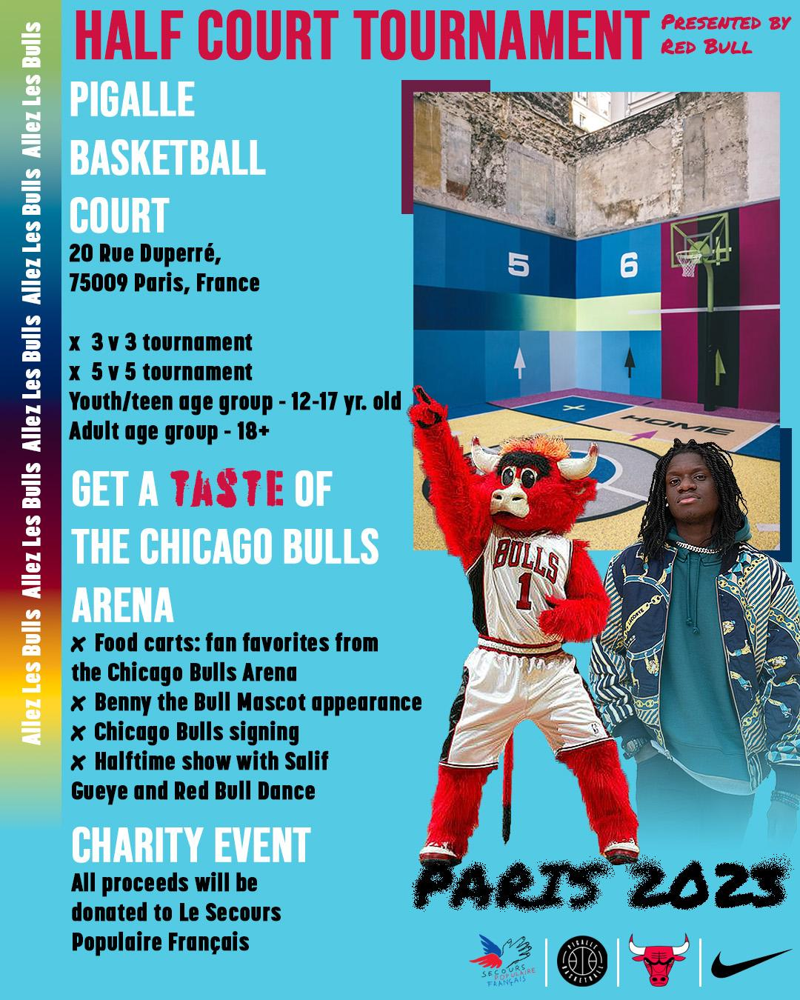 HALF COURT TOURNAMENT
PRESENTED BY
RED BULL
Allez Les Bulls Allez Les Bulls Allez Les Bulls Allez Les Bulls Allez Les Bulls
PIGALLE
BASKETBALL
COURT
20 Rue Duperré,
75009 Paris, France
x 3 v 3 tournament
x 5 v 5 tournament
Youth/teen age group - 12-17 yr. old
Adult age group - 18+
5
6
HOME
GET A TASTE OF
THE CHICAGO BULLS
ARENA
BULLS
1
x Food carts: fan favorites from
the Chicago Bulls Arena
x Benny the Bull Mascot appearance
x Chicago Bulls signing
x Halftime show with Salif
Gueye and Red Bull Dance
LACOSTE
CHARITY EVENT
All proceeds will be
donated to Le Secours
Populaire Français
PARIS 2023
SECOURS
POPULAIRE
FRANÇAIS
PIGALLE
BASKETBALL